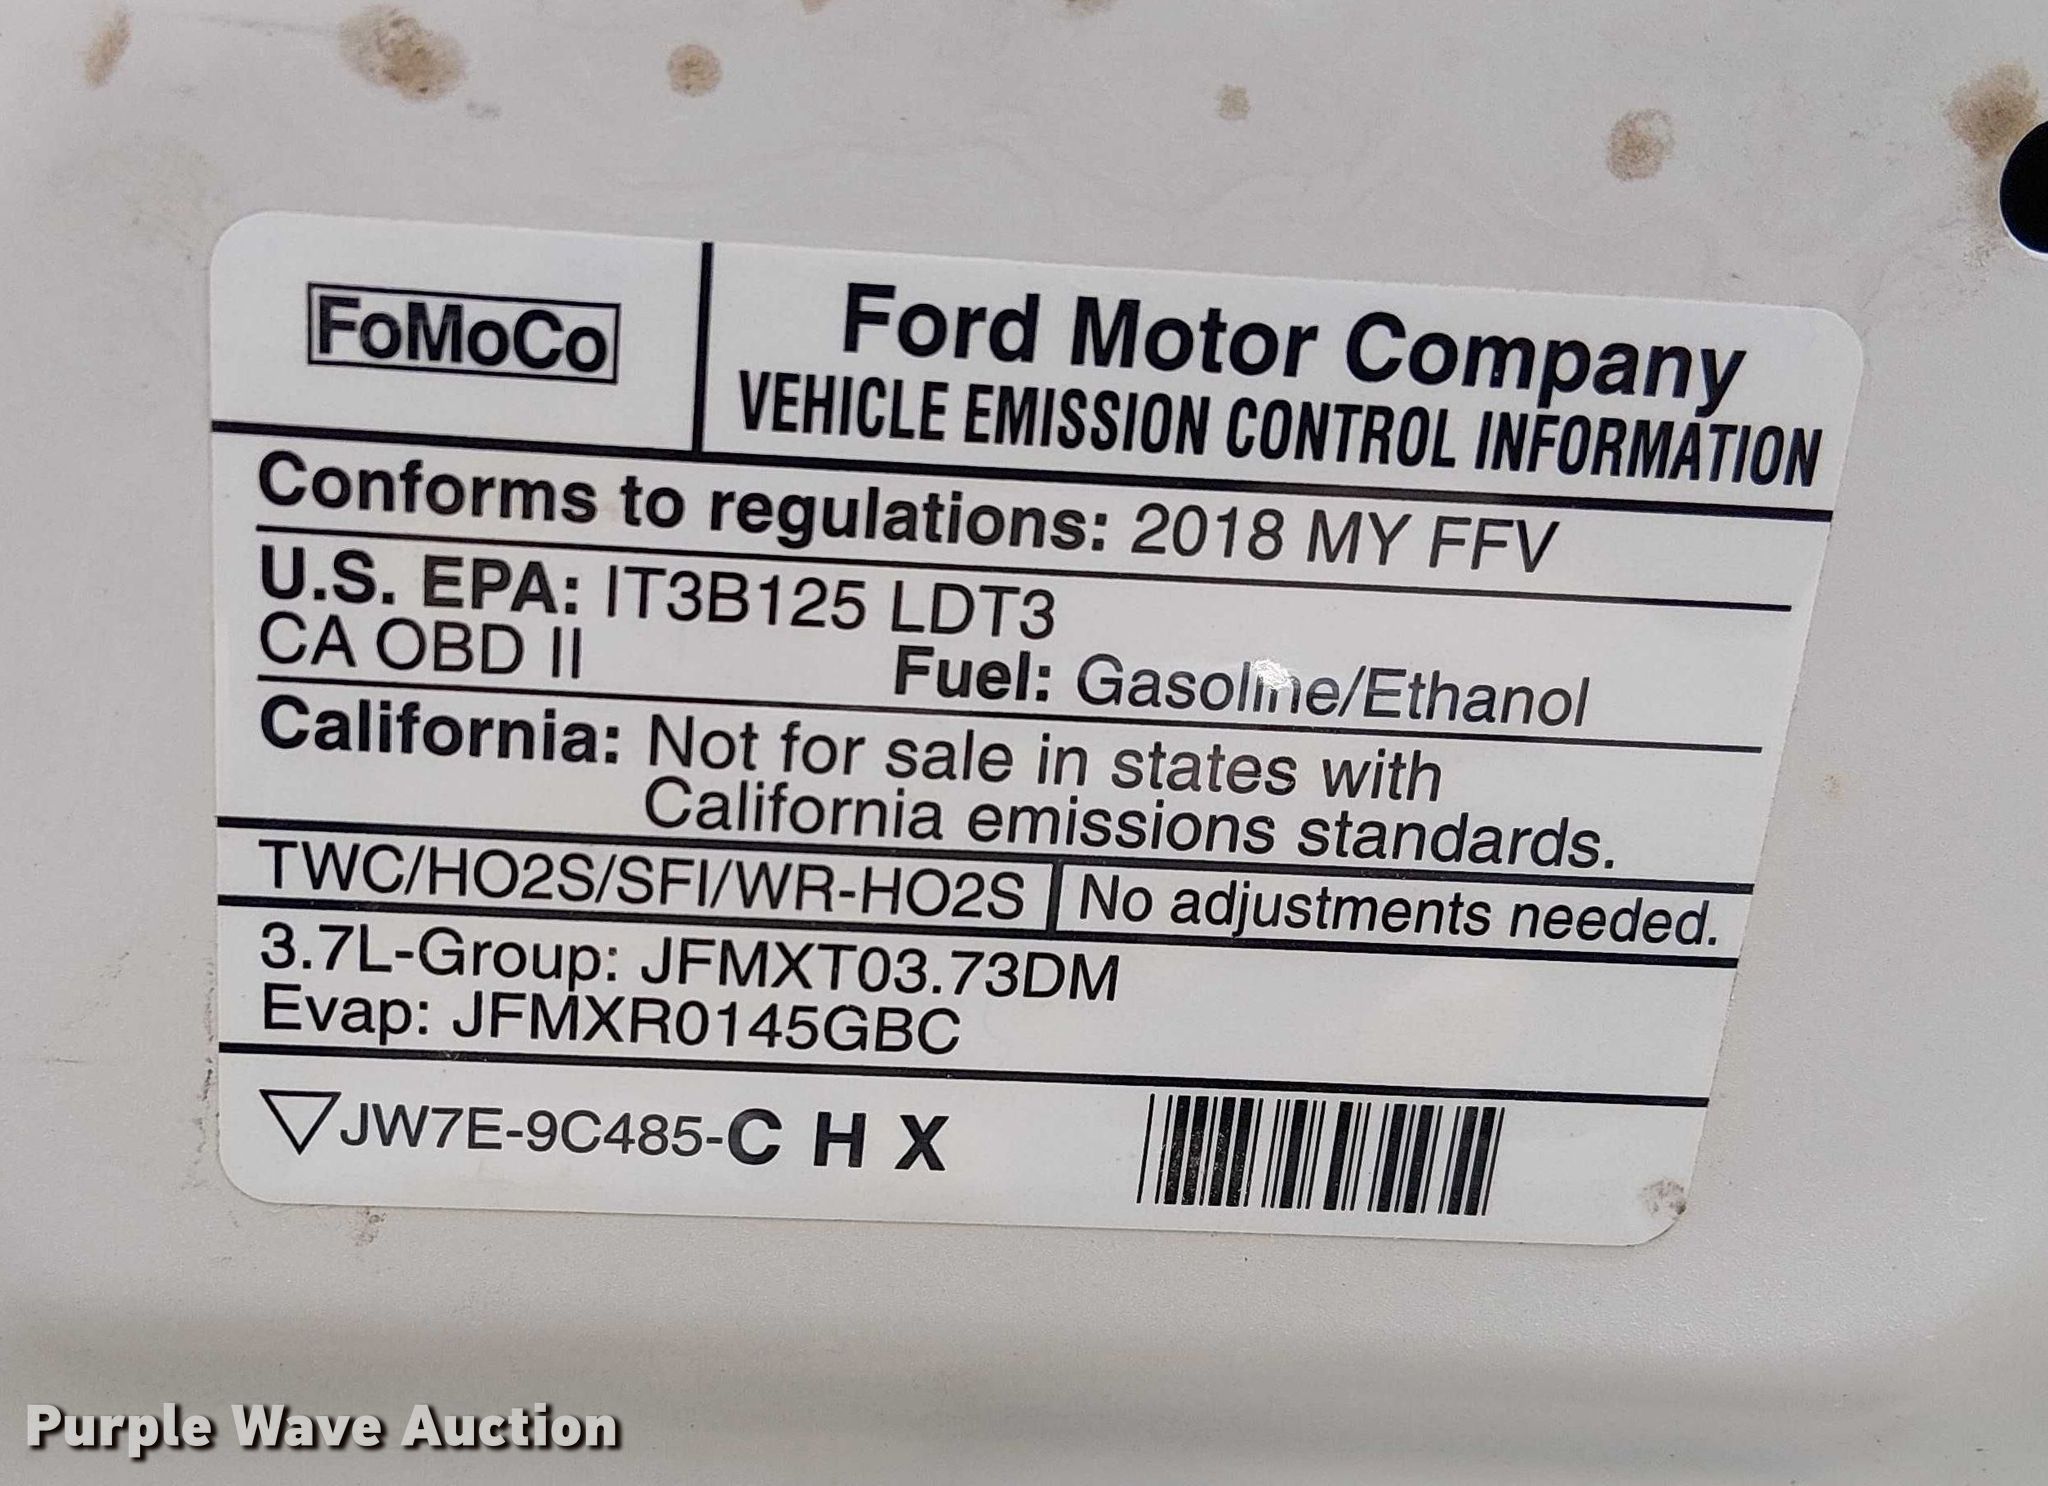 FoMoCo
Ford Motor Company
VEHICLE EMISSION CONTROL INFORMATION
Conforms to regulations: 2018 MY FFV
U.S. EPA: IT3B125 LDT3
CA OBD II
Fuel: Gasoline/Ethanol
California: Not for sale in states with
California emissions standards.
TWC/HO2S/SFI/WR-HO2S
No adjustments needed.
3.7L-Group: JFMXT03.73DM
Evap: JFMXR0145GBC
JW7E-9C485-C H X
Purple Wave Auction